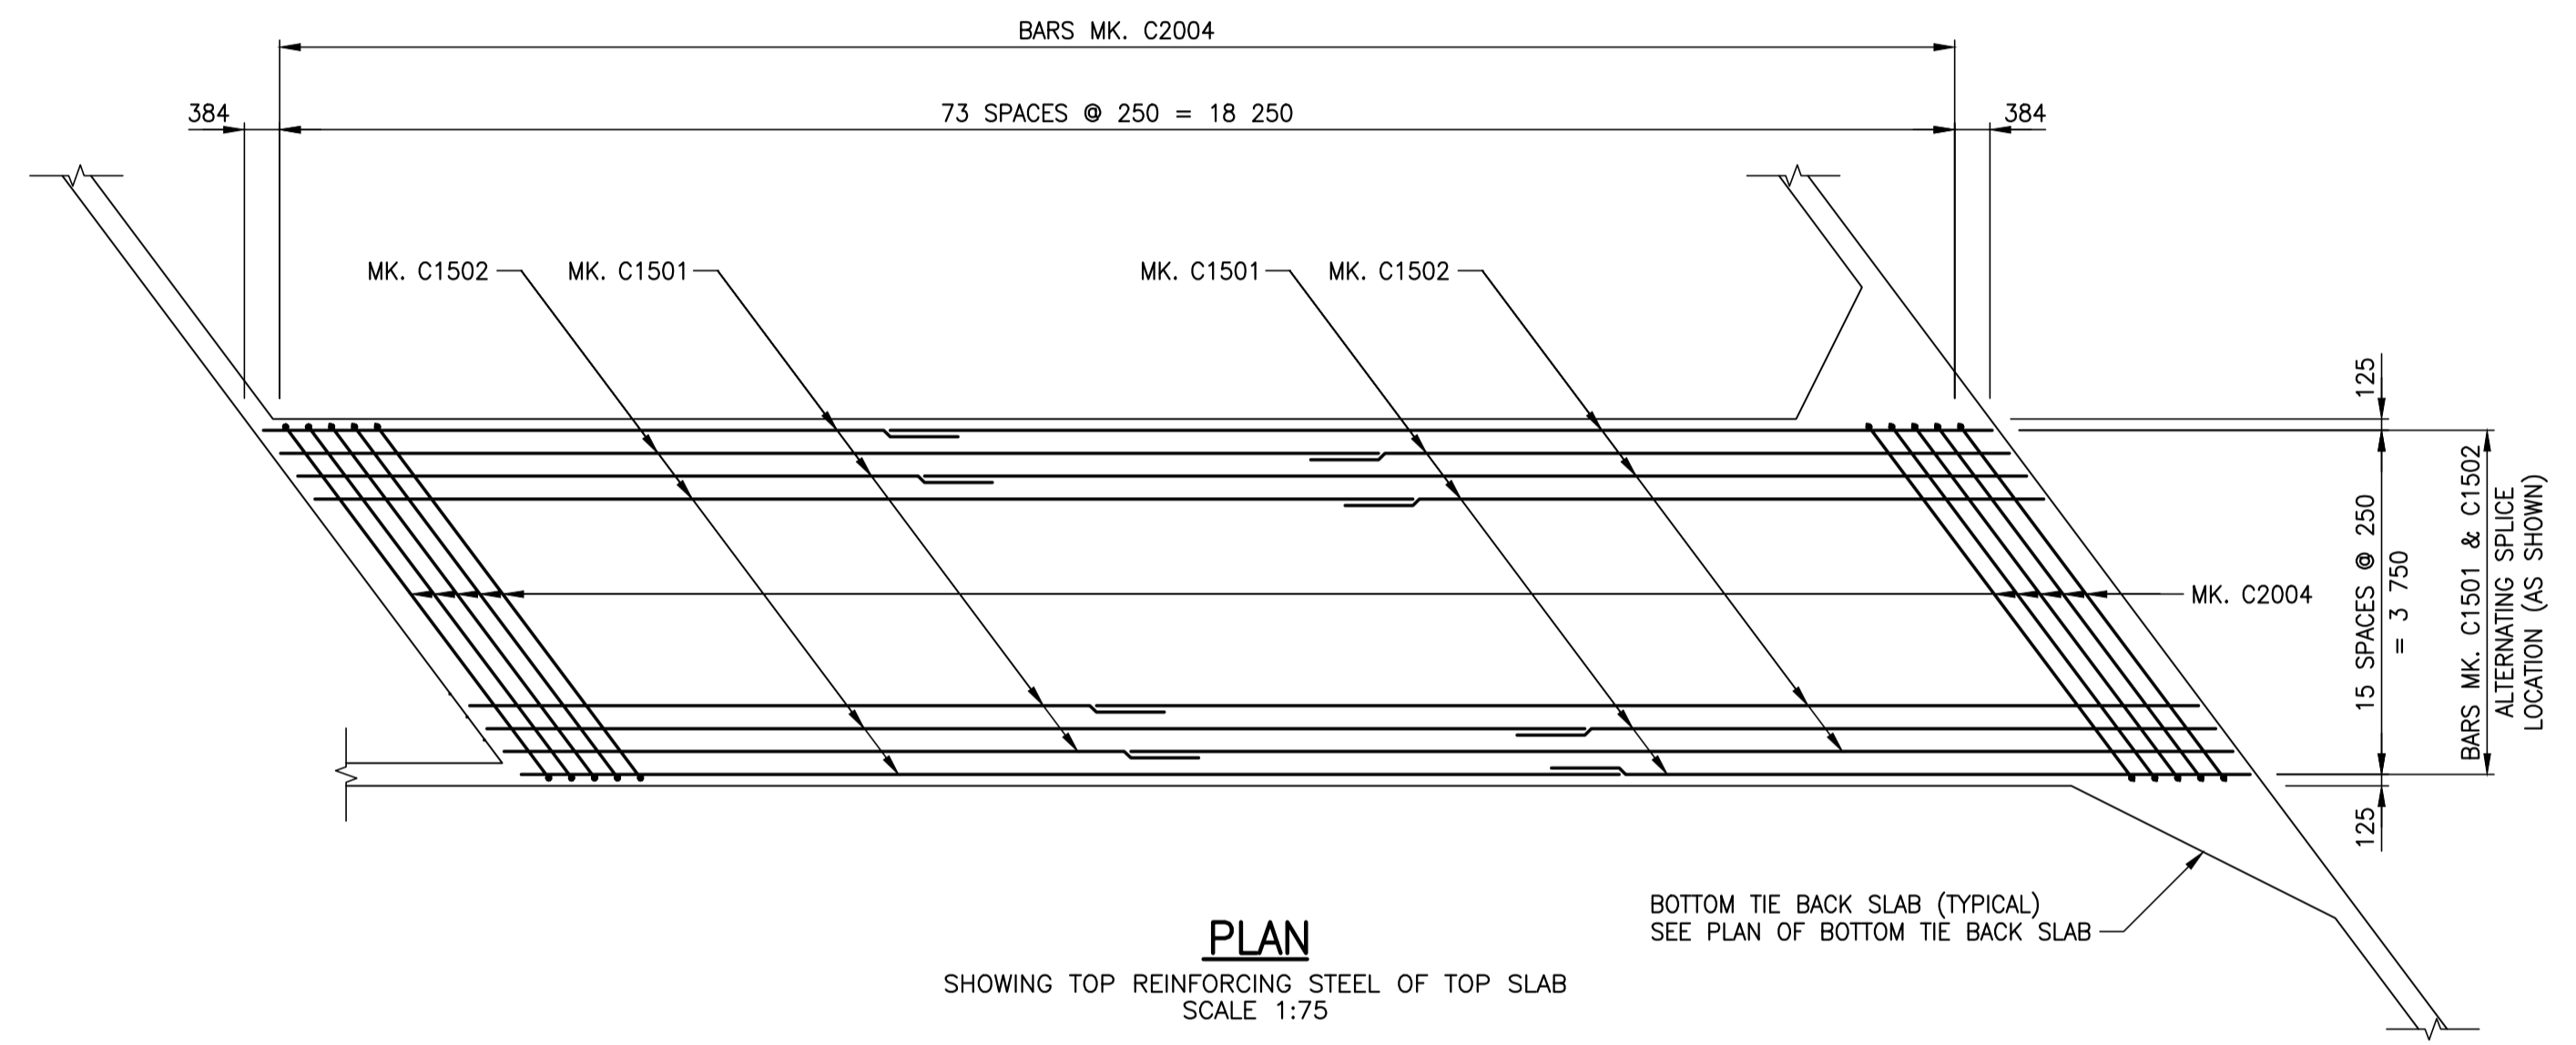 BARS MK. C2004
384
73 SPACES @ 250 = 18 250
384
MK. C1502
MK. C1501
MK. C1501
MK. C1502
125
15 SPACES @ 250
= 3 750
BARS MK. C1501 & C1502
ALTERNATING SPLICE
LOCATION (AS SHOWN)
MK. C2004
125
BOTTOM TIE BACK SLAB (TYPICAL)
SEE PLAN OF BOTTOM TIE BACK SLAB
PLAN
SHOWING TOP REINFORCING STEEL OF TOP SLAB
SCALE 1:75